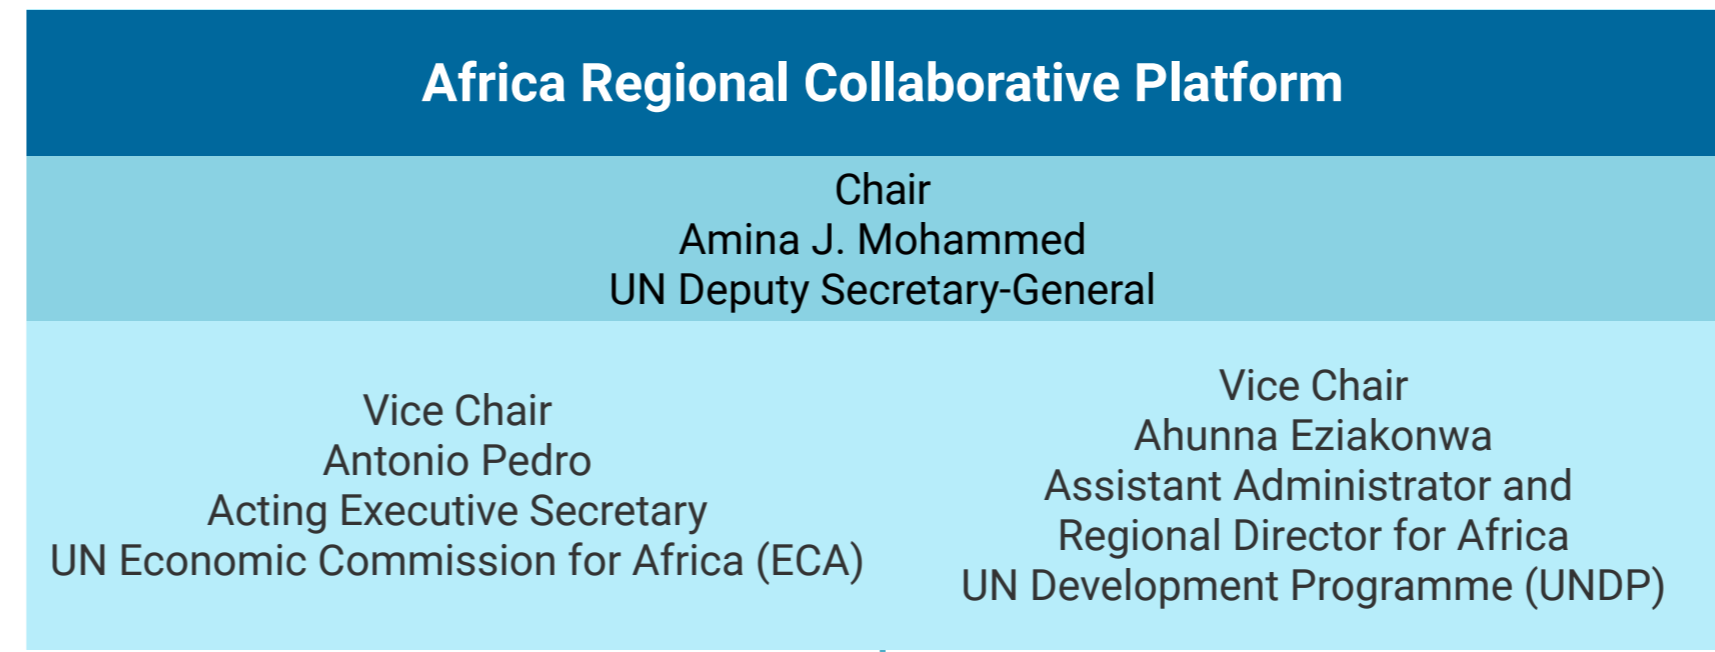 Africa Regional Collaborative Platform
Chair
Amina J. Mohammed
UN Deputy Secretary-General
Vice Chair
Antonio Pedro
Acting Executive Secretary
UN Economic Commission for Africa (ECA)
Vice Chair
Ahunna Eziakonwa
Assistant Administrator and
Regional Director for Africa
UN Development Programme (UNDP)